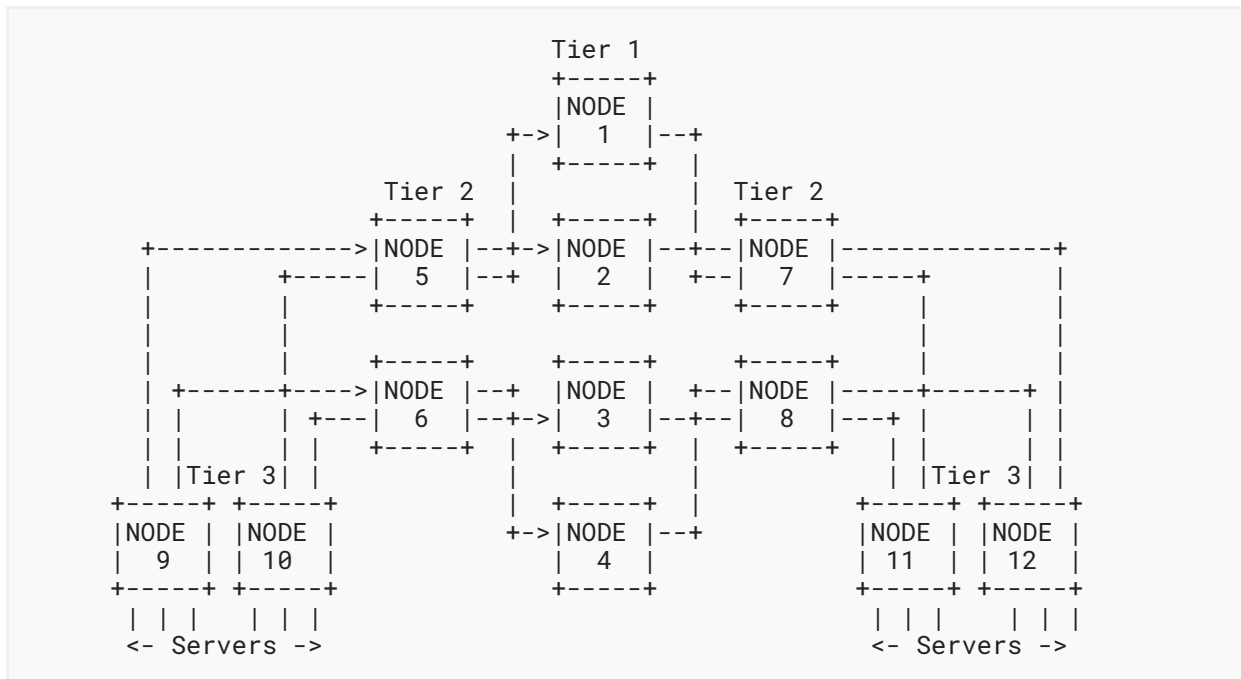 Tier 1
                                +-----+
                                |NODE |
                             +->|  1  |--+
                             |  +-----+  |
                     Tier 2  |           |  Tier 2
                    +-----+  |  +-----+  |  +-----+
     +------------->|NODE |--+->|NODE |--+--|NODE |--------------+
     |        +-----|  5  |--+  |  2  |  +--|  7  |-----+        |
     |        |     +-----+     +-----+     +-----+     |        |
     |        |                                         |        |
     |        |     +-----+     +-----+     +-----+     |        |
     | +------+---->|NODE |--+  |NODE |  +--|NODE |-----+------+ |
     | |      | +---|  6  |--+->|  3  |--+--|  8  |---+ |      | |
     | |      | |   +-----+  |  +-----+  |  +-----+   | |      | |
     | |Tier 3| |            |           |            | |Tier 3| |
   +-----+ +-----+           |  +-----+  |          +-----+ +-----+
   |NODE | |NODE |           +->|NODE |--+          |NODE | |NODE |
   |  9  | | 10  |              |  4  |             | 11  | | 12  |
   +-----+ +-----+              +-----+             +-----+ +-----+
    | | |   | | |                                    | | |    | | |
    <- Servers ->                                    <- Servers ->